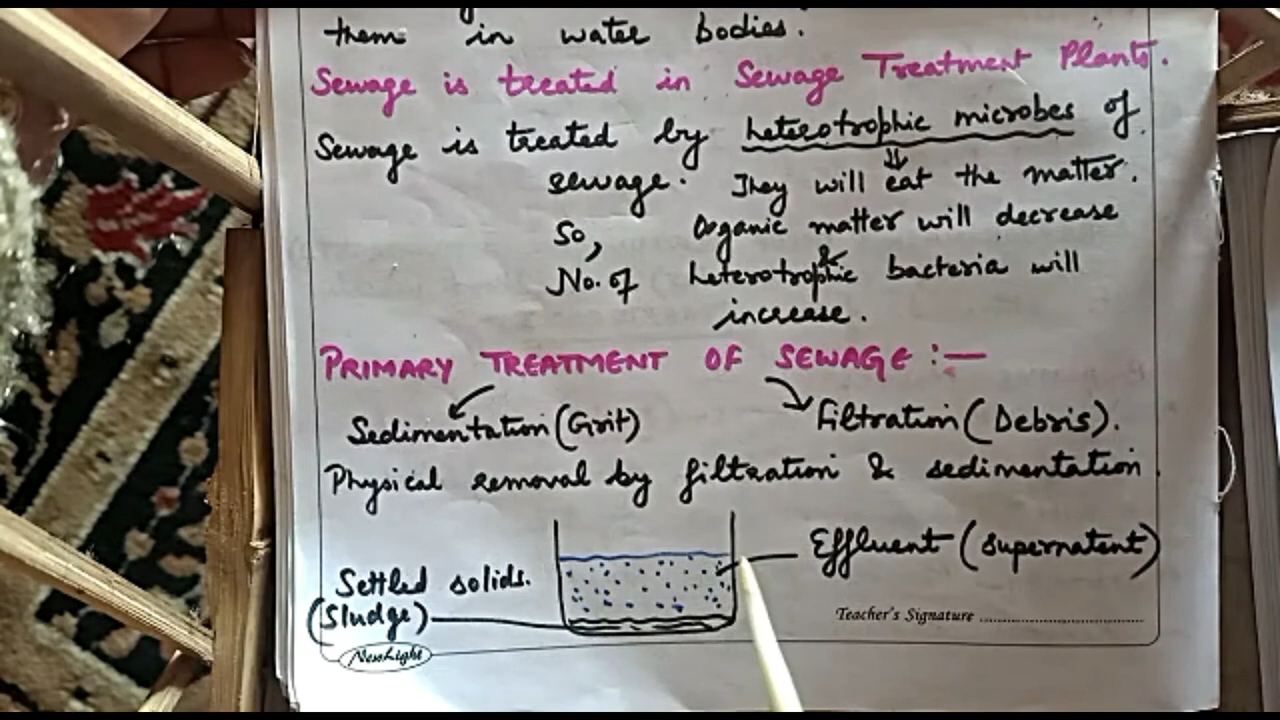 them in water bodies.
Sewage is treated in Sewage Treatment Plants.
Sewage is treated by heterotrophic microbes of
sewage. They will eat the matter.
So, Organic matter will decrease
&
No. of heterotrophic bacteria will
increase.
PRIMARY TREATMENT OF SEWAGE :—
Sedimentation (Grit) Filtration (Debris).
Physical removal by filtration & sedimentation.
Effluent (supernatent)
Settled solids.
(Sludge)
Teacher's Signature
NewLight